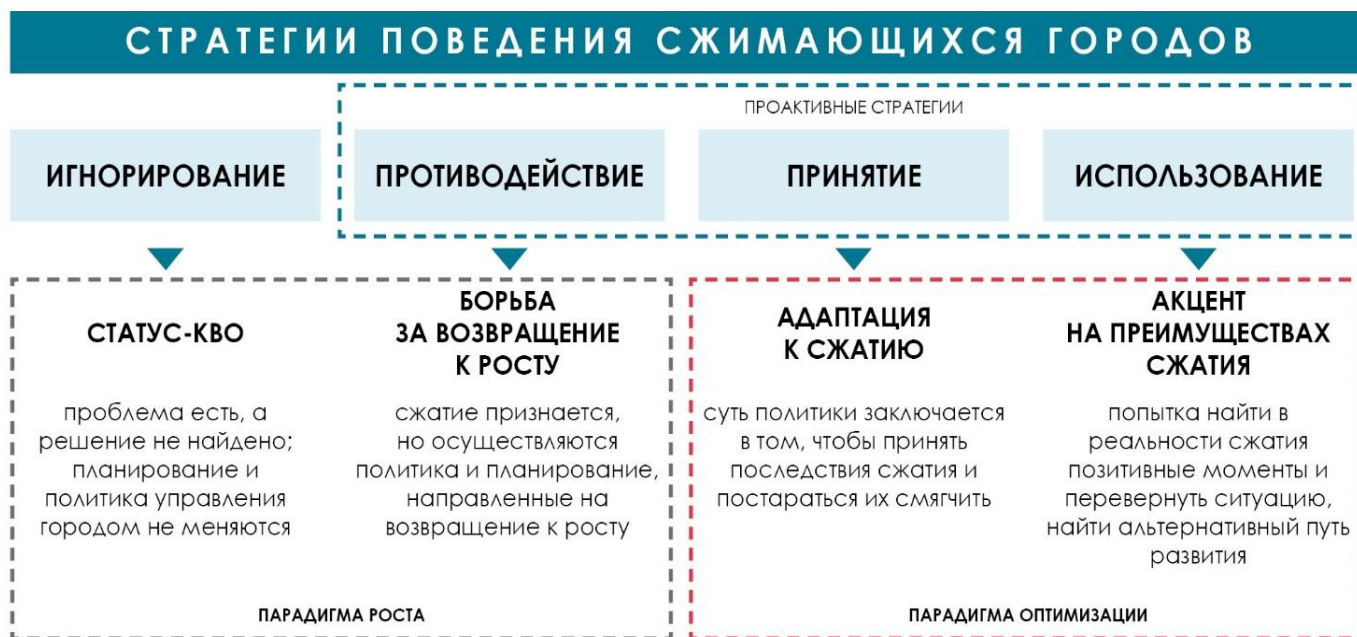 СТРАТЕГИИ ПОВЕДЕНИЯ СЖИМАЮЩИХСЯ ГОРОДОВ
ПРОАКТИВНЫЕ СТРАТЕГИИ
ИГНОРИРОВАНИЕ
ПРОТИВОДЕЙСТВИЕ
ПРИНЯТИЕ
ИСПОЛЬЗОВАНИЕ
СТАТУС-КВО
проблема есть, а
решение не найдено;
планирование и
политика управления
городом не меняются
БОРЬБА
ЗА ВОЗВРАЩЕНИЕ
К РОСТУ
сжатие признается,
но осуществляются
политика и планирование,
направленные на
возвращение к росту
ПАРАДИГМА РОСТА
АДАПТАЦИЯ
К СЖАТИЮ
суть политики заключается
в том, чтобы принять
последствия сжатия и
постараться их смягчить
АКЦЕНТ
НА ПРЕИМУЩЕСТВАХ
СЖАТИЯ
попытка найти в
реальности сжатия
позитивные моменты и
перевернуть ситуацию,
найти альтернативный путь
развития
ПАРАДИГМА ОПТИМИЗАЦИИ